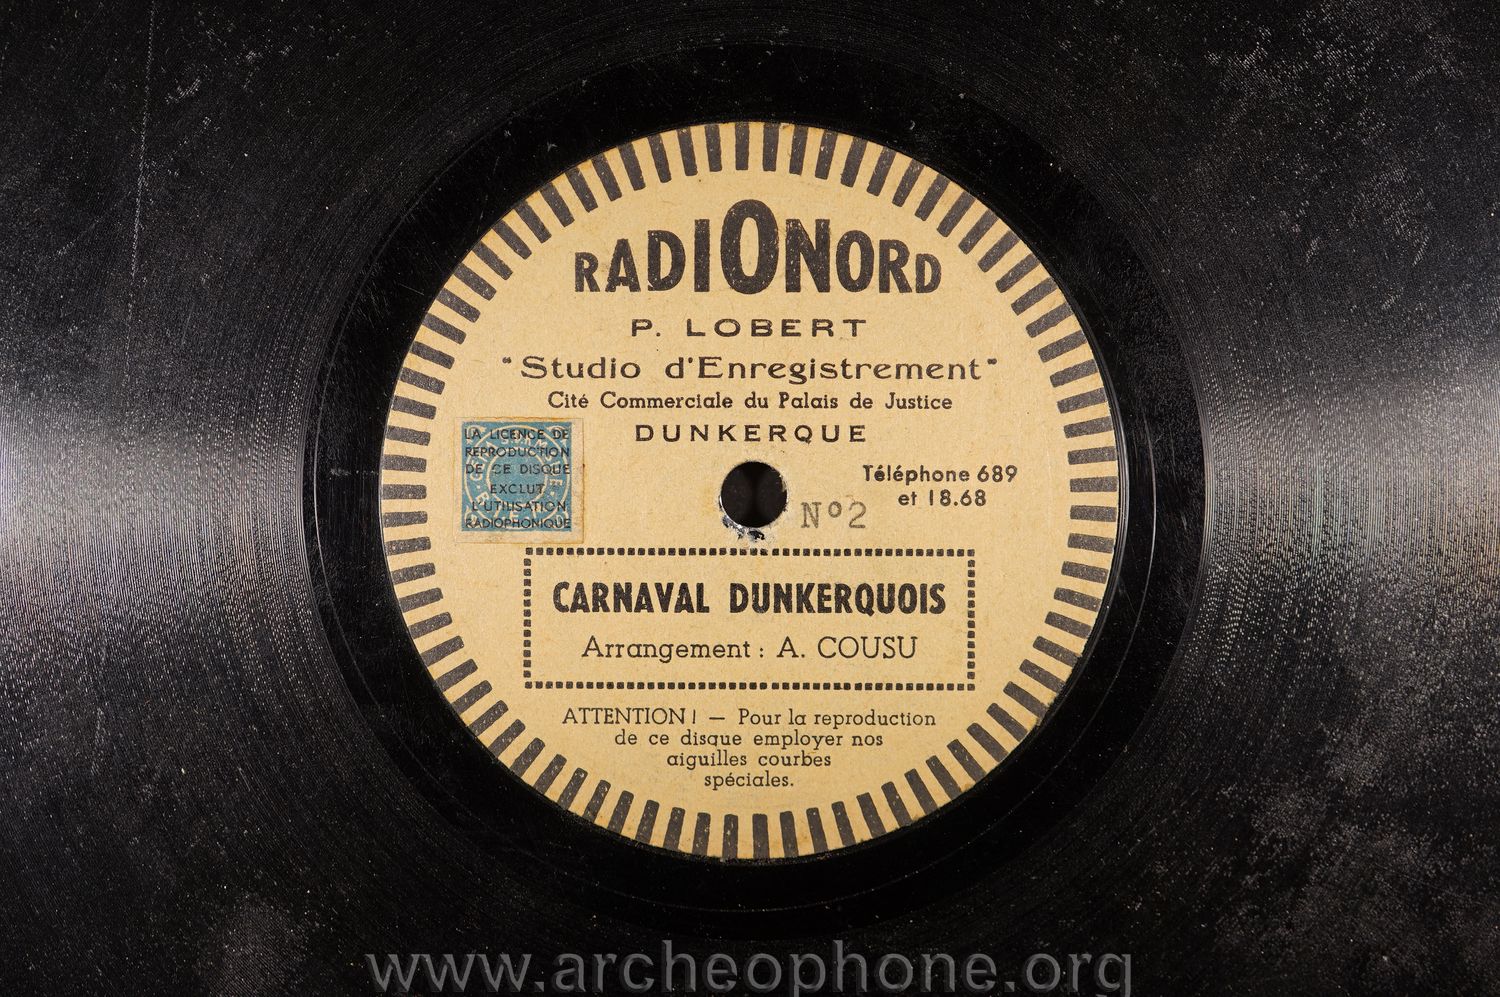 RADIONORD
P. LOBERT
"Studio d'Enregistrement"
Cité Commerciale du Palais de Justice
DUNKERQUE
LA LICENCE DE
REPRODUCTION
DE CE DISQUE
EXCLUT
L'UTILISATION
RADIOPHONIQUE
Téléphone 689
et 18.68
Nº2
CARNAVAL DUNKERQUOIS
Arrangement : A. COUSU
ATTENTION ! — Pour la reproduction
de ce disque employer nos
aiguilles courbes
spéciales.
www.archeophone.org